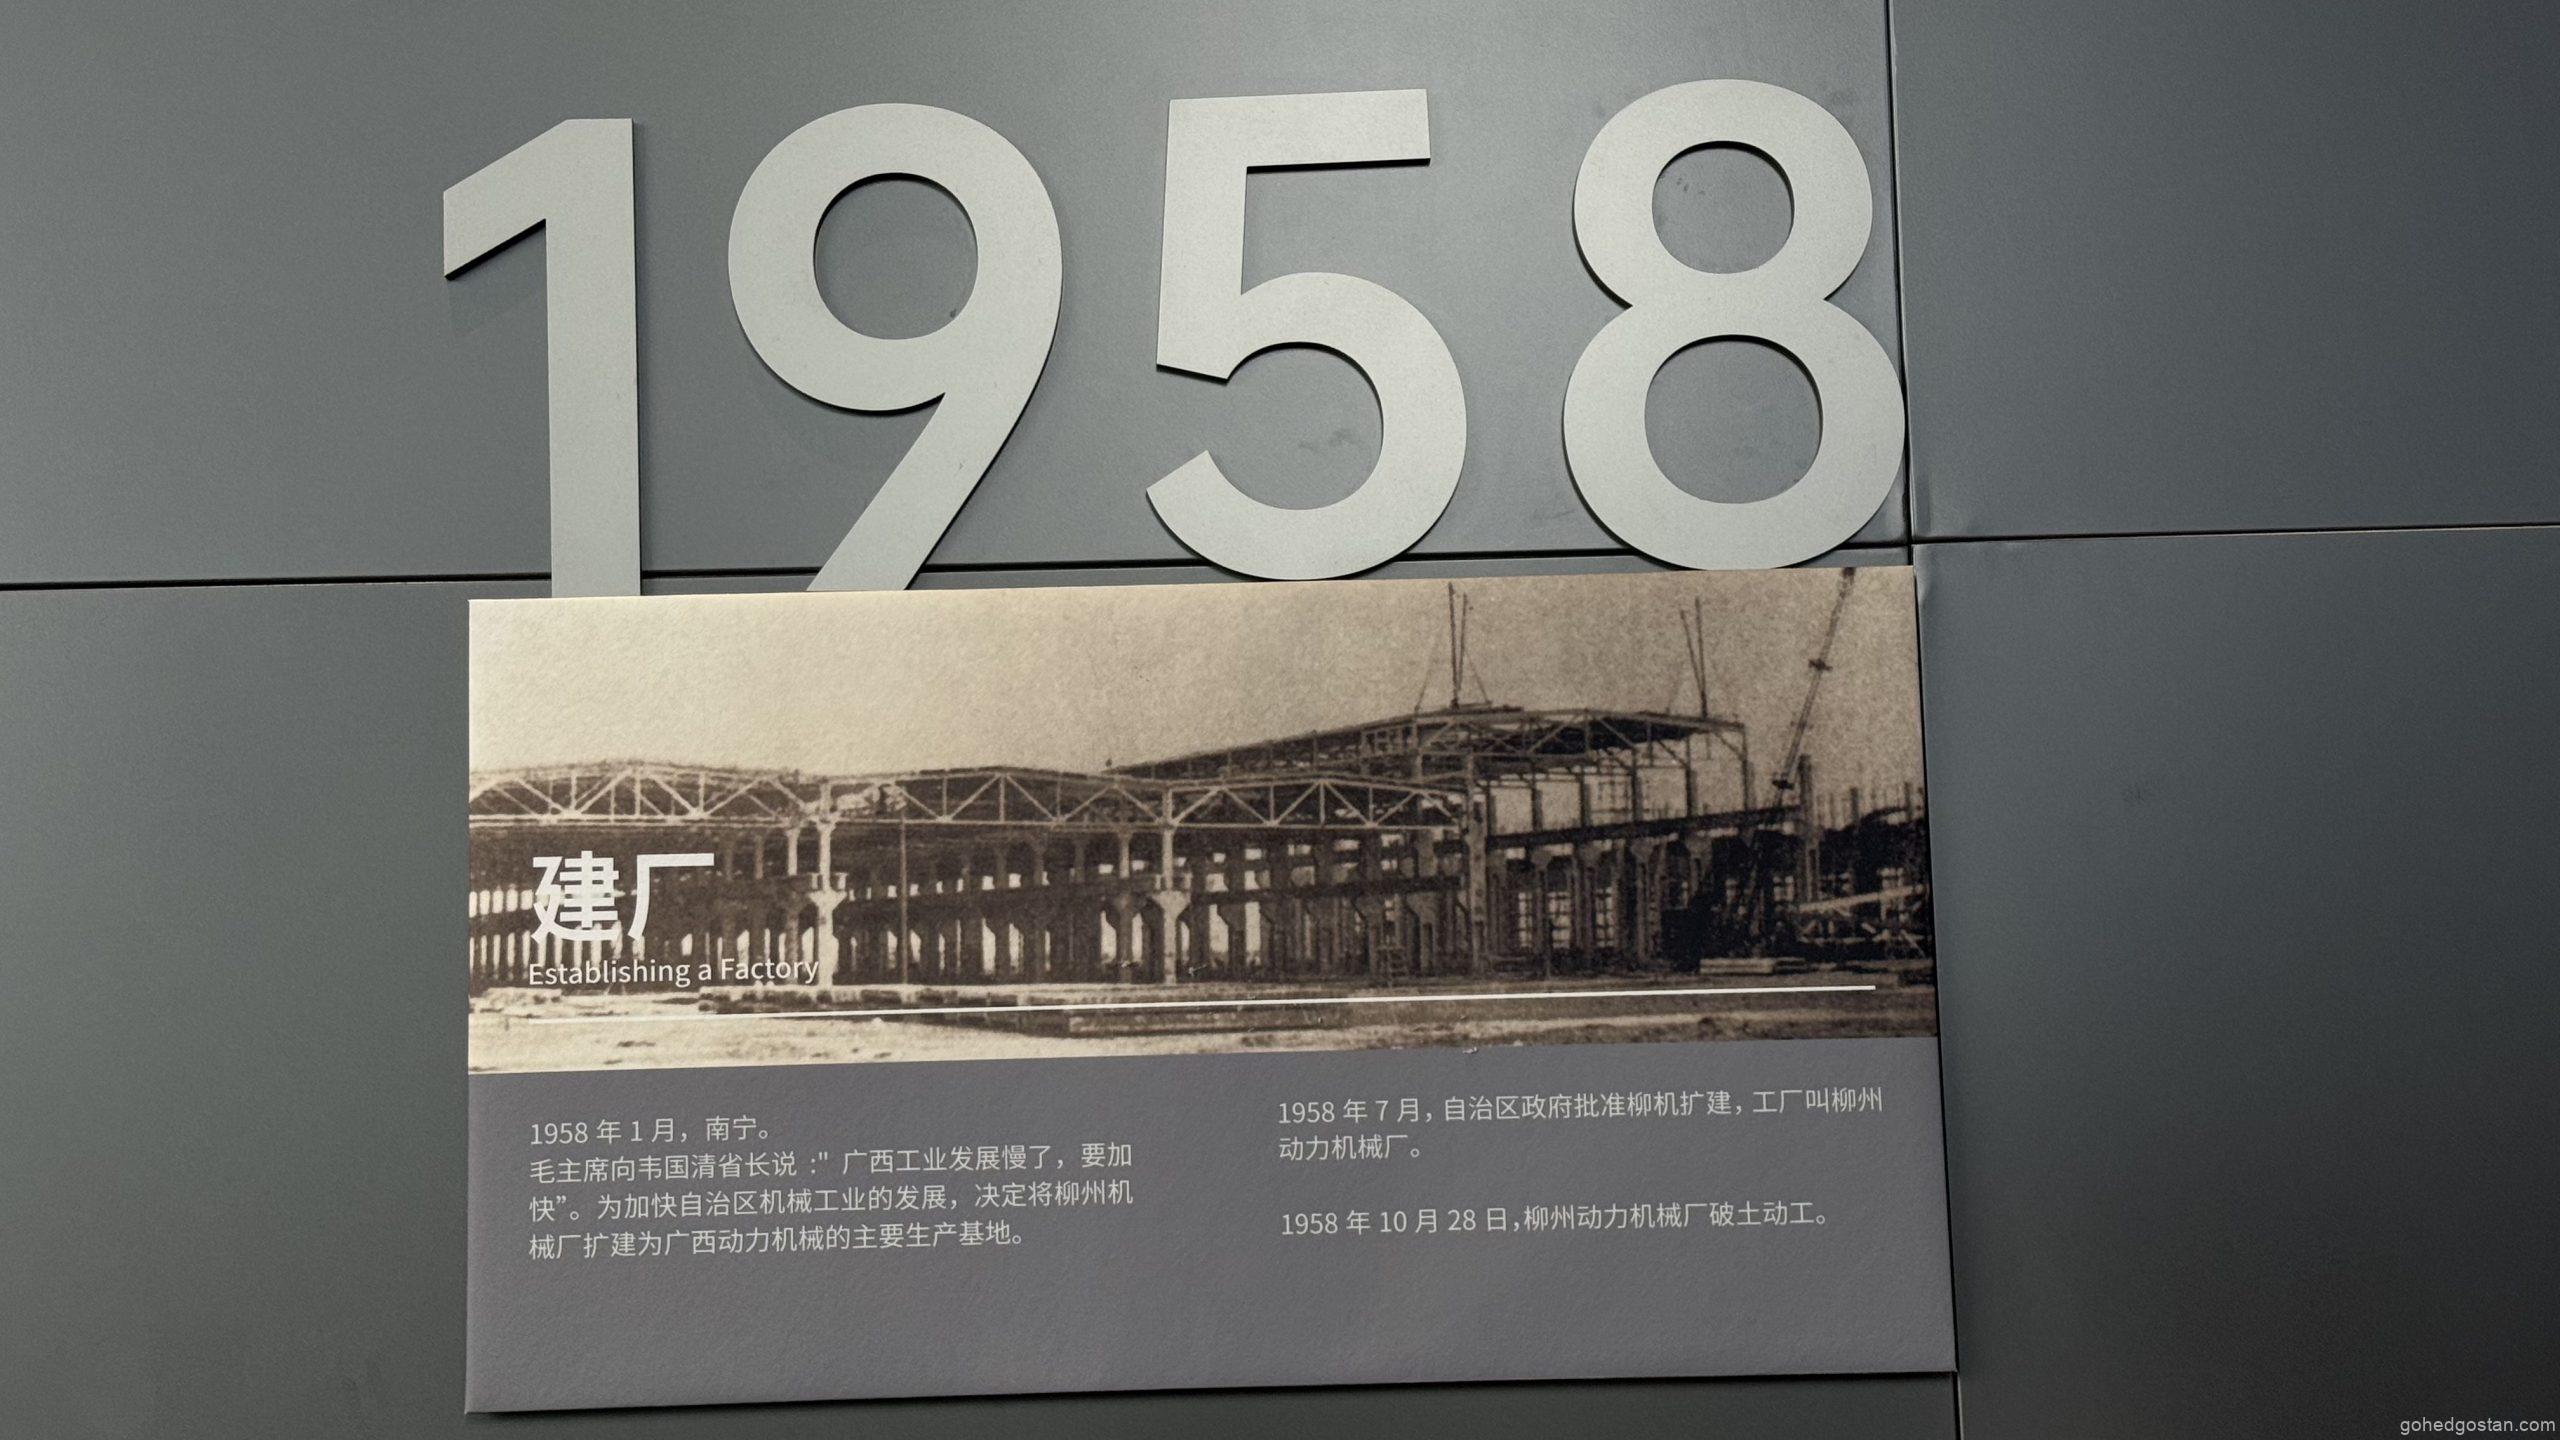 1958
建厂
Establishing a Factory
1958 年 1 月，南宁。
毛主席向韦国清省长说 :" 广西工业发展慢了，要加
快”。为加快自治区机械工业的发展，决定将柳州机
械厂扩建为广西动力机械的主要生产基地。
1958 年 7 月, 自治区政府批准柳机扩建, 工厂叫柳州
动力机械厂。
1958 年 10 月 28 日,柳州动力机械厂破土动工。
gohedgostan.com